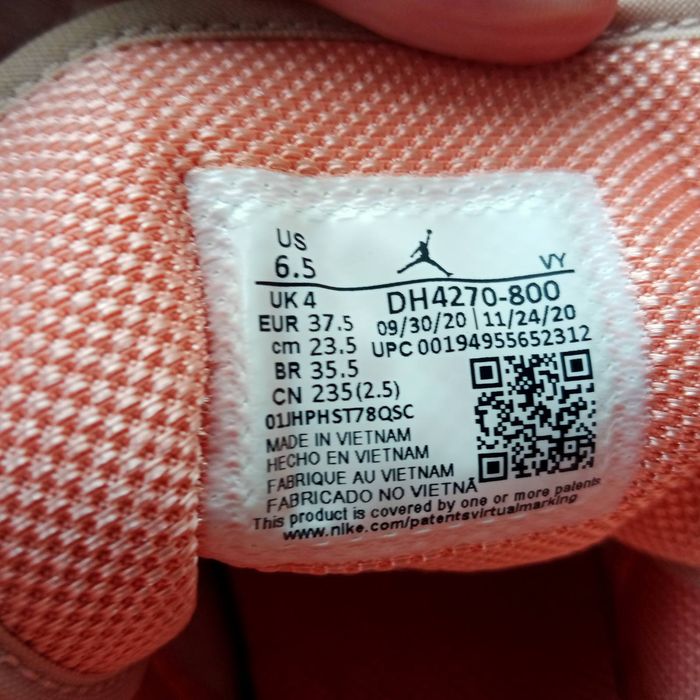 US
6.5
VY
UK 4
DH4270-800
EUR 37.5
09/30/20 | 11/24/20
cm 23.5
UPC 00194955652312
BR 35.5
CN 235(2.5)
01JHPHST78QSC
MADE IN VIETNAM
HECHO EN VIETNAM
FABRIQUE AU VIETNAM
FABRICADO NO VIETNÃ
This product is covered by one or more patents
www.nike.com/patentsvirtualmarking